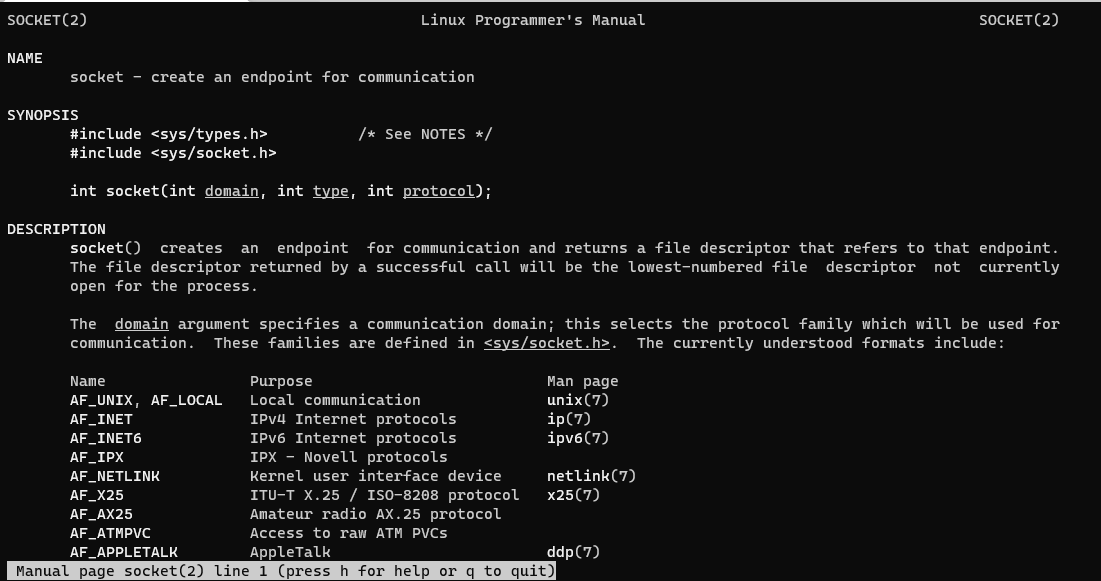 SOCKET(2) Linux Programmer's Manual SOCKET(2)
NAME
socket - create an endpoint for communication
SYNOPSIS
#include <sys/types.h> /* See NOTES */
#include <sys/socket.h>
int socket(int domain, int type, int protocol);
DESCRIPTION
socket() creates an endpoint for communication and returns a file descriptor that refers to that endpoint.
The file descriptor returned by a successful call will be the lowest-numbered file descriptor not currently
open for the process.
The domain argument specifies a communication domain; this selects the protocol family which will be used for
communication. These families are defined in <sys/socket.h>. The currently understood formats include:
Name Purpose Man page
AF_UNIX, AF_LOCAL Local communication unix(7)
AF_INET IPv4 Internet protocols ip(7)
AF_INET6 IPv6 Internet protocols ipv6(7)
AF_IPX IPX - Novell protocols
AF_NETLINK Kernel user interface device netlink(7)
AF_X25 ITU-T X.25 / ISO-8208 protocol x25(7)
AF_AX25 Amateur radio AX.25 protocol
AF_ATMPVC Access to raw ATM PVCs
AF_APPLETALK AppleTalk ddp(7)
Manual page socket(2) line 1 (press h for help or q to quit)